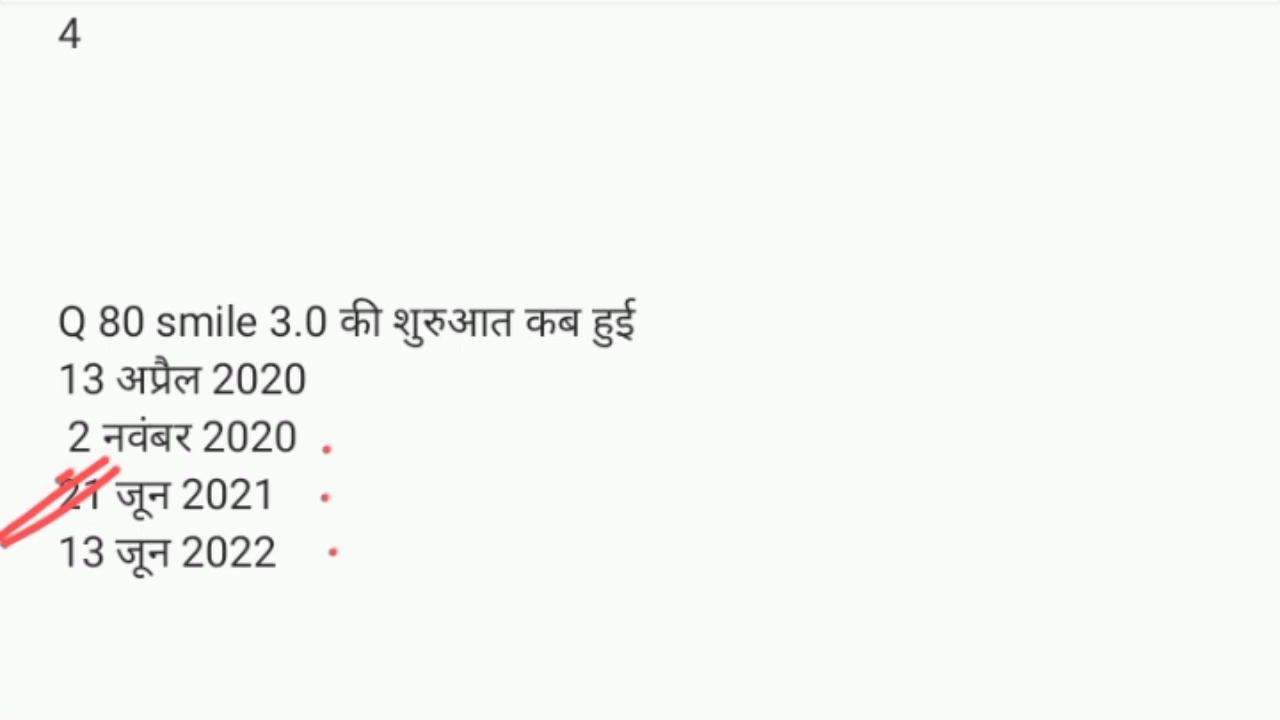 4
Q 80 smile 3.0 की शुरुआत कब हुई
13 अप्रैल 2020
2 नवंबर 2020
21 जून 2021
13 जून 2022